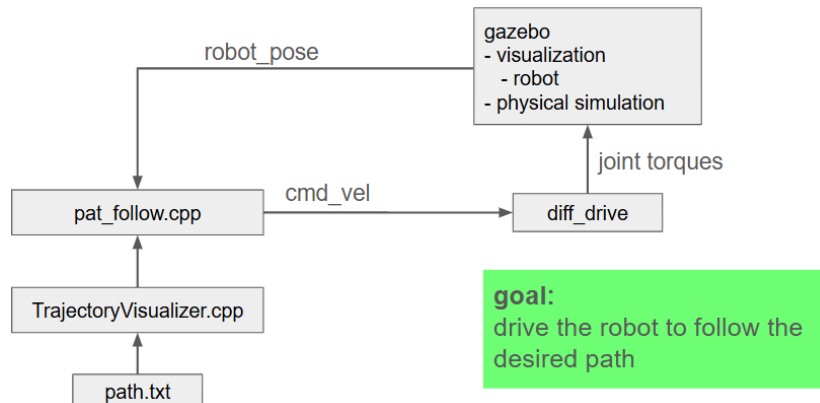 gazebo
- visualization
- robot
- physical simulation
robot_pose
joint torques
pat_follow.cpp
cmd_vel
diff_drive
TrajectoryVisualizer.cpp
goal:
drive the robot to follow the
desired path
path.txt